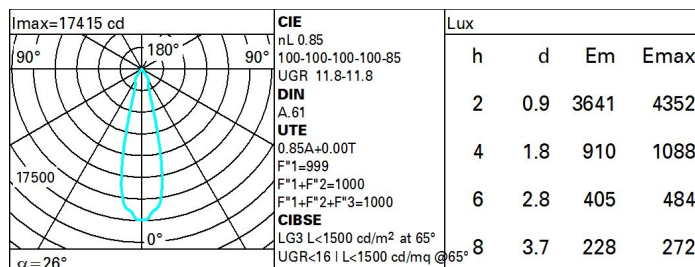 Imax=17415 cd
90°
180°
90°
17500
0°
α=26°
CIE
nL 0.85
100-100-100-100-85
UGR 11.8-11.8
DIN
A.61
UTE
0.85A+0.00T
F"1=999
F"1+F"2=1000
F"1+F"2+F"3=1000
CIBSE
LG3 L<1500 cd/m² at 65°
UGR<16 | L<1500 cd/mq @65°
Lux
h d Em Emax
2 0.9 3641 4352
4 1.8 910 1088
6 2.8 405 484
8 3.7 228 272